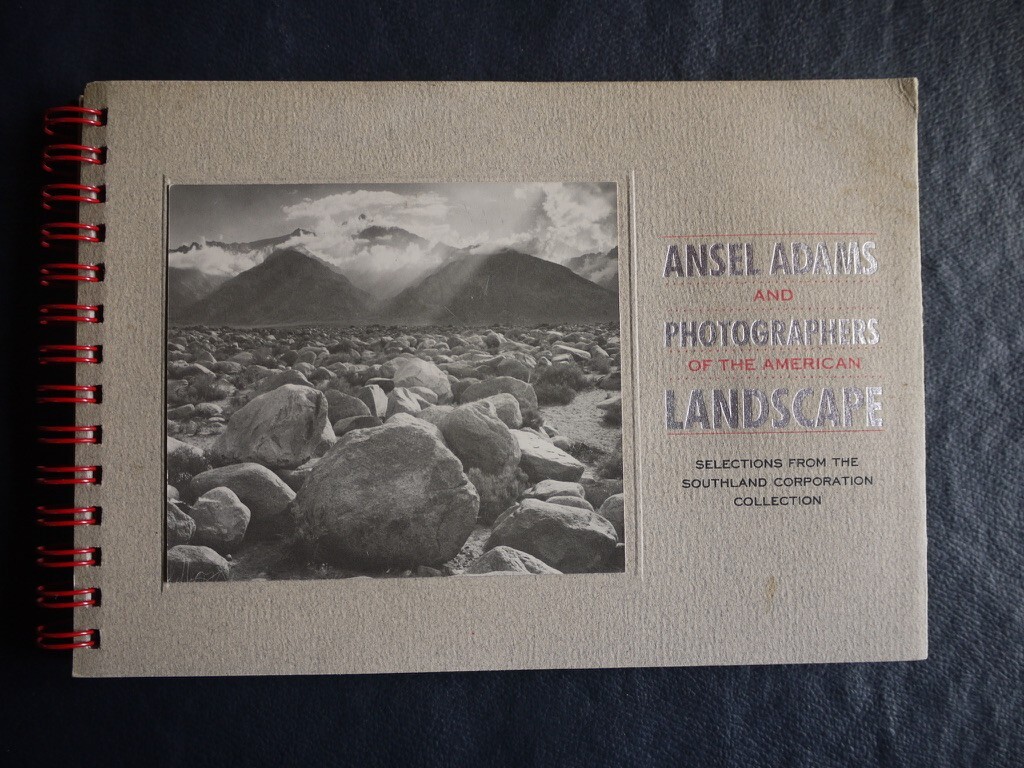 ANSEL ADAMS
AND
PHOTOGRAPHERS
OF THE AMERICAN
LANDSCAPE
SELECTIONS FROM THE
SOUTHLAND CORPORATION
COLLECTION